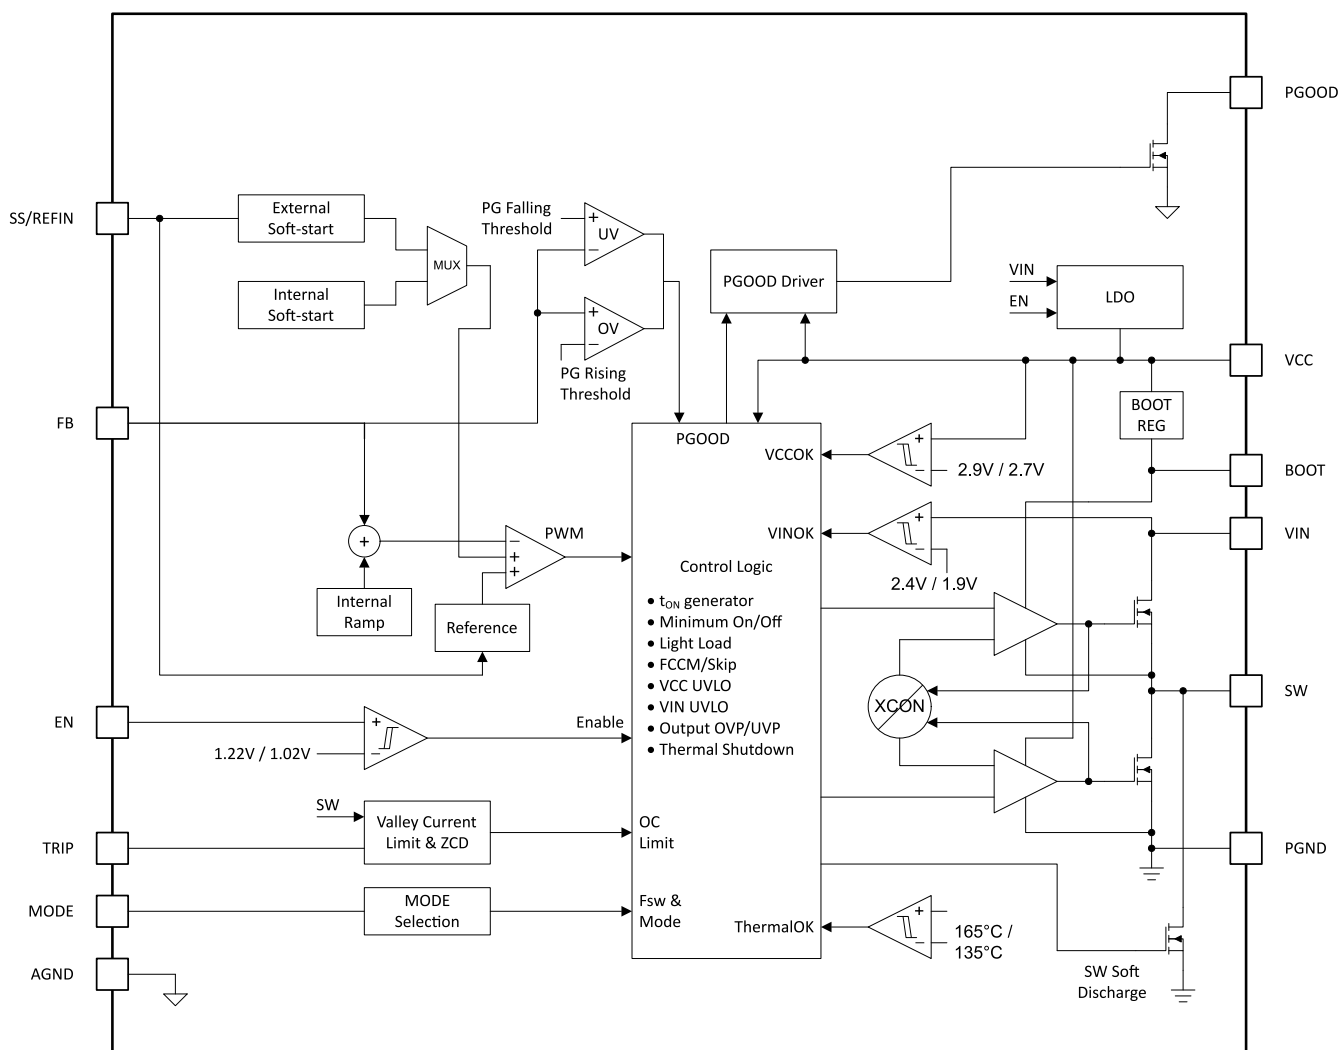 PGOOD
SS/REFIN
External
Soft-start
PG Falling
Threshold
+
UV
−
MUX
PGOOD Driver
VIN
EN
LDO
Internal
Soft-start
+
OV
−
PG Rising
Threshold
VCC
BOOT
REG
FB
PGOOD
VCCOK
+
−
2.9V / 2.7V
BOOT
VINOK
+
−
2.4V / 1.9V
VIN
+
−
+
+
PWM
Internal
Ramp
Reference
Control Logic
• tON generator
• Minimum On/Off
• Light Load
• FCCM/Skip
• VCC UVLO
• VIN UVLO
• Output OVP/UVP
• Thermal Shutdown
XCON
SW
EN
+
−
1.22V / 1.02V
Enable
SW
Valley Current
Limit & ZCD
OC
Limit
TRIP
PGND
MODE
MODE
Selection
Fsw &
Mode
ThermalOK
+
−
165°C /
135°C
AGND
SW Soft
Discharge